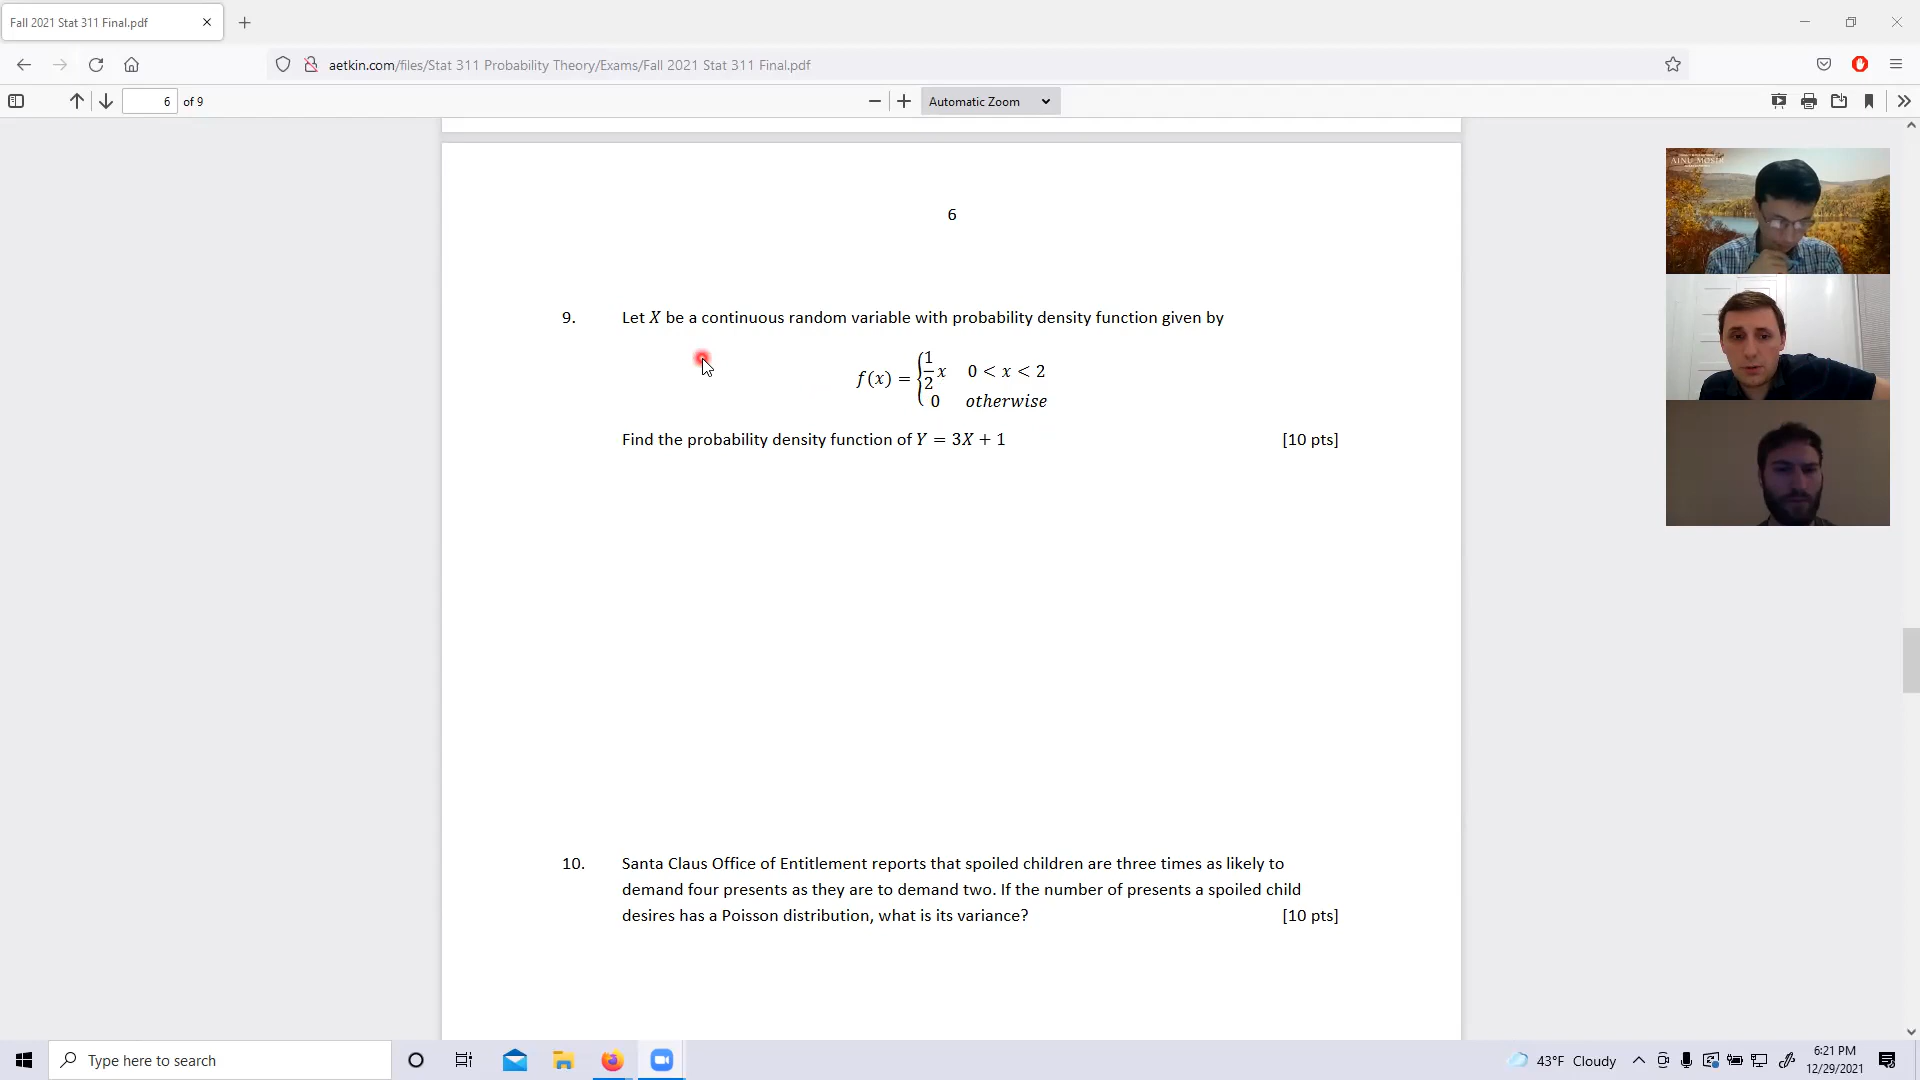 Fall 2021 Stat 311 Final.pdf
aetkin.com/files/Stat 311 Probability Theory/Exams/Fall 2021 Stat 311 Final.pdf
6 of 9
Automatic Zoom
6
9. Let X be a continuous random variable with probability density function given by
f(x) = { 1/2 x 0 < x < 2
0 otherwise
Find the probability density function of Y = 3X + 1 [10 pts]
10. Santa Claus Office of Entitlement reports that spoiled children are three times as likely to
demand four presents as they are to demand two. If the number of presents a spoiled child
desires has a Poisson distribution, what is its variance? [10 pts]
AINU MOSIR
Type here to search
43°F Cloudy
6:21 PM
12/29/2021